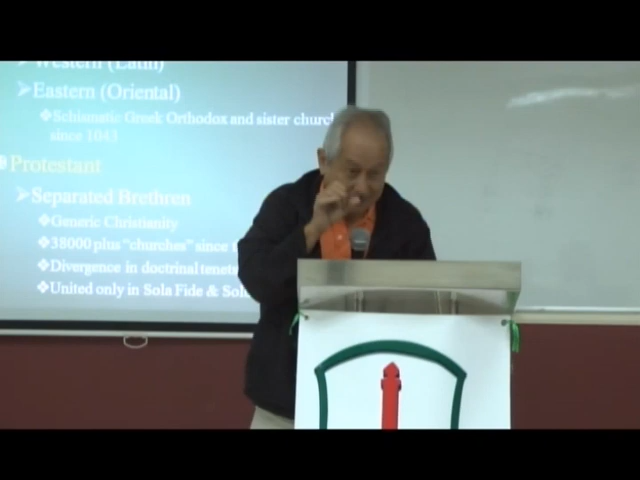 Western (Latin)
Eastern (Oriental)
Schismatic Greek Orthodox and sister church
since 1043
Protestant
Separated Brethren
Generic Christianity
38000 plus “churches” since
Divergence in doctrinal tenets
United only in Sola Fide & Sol